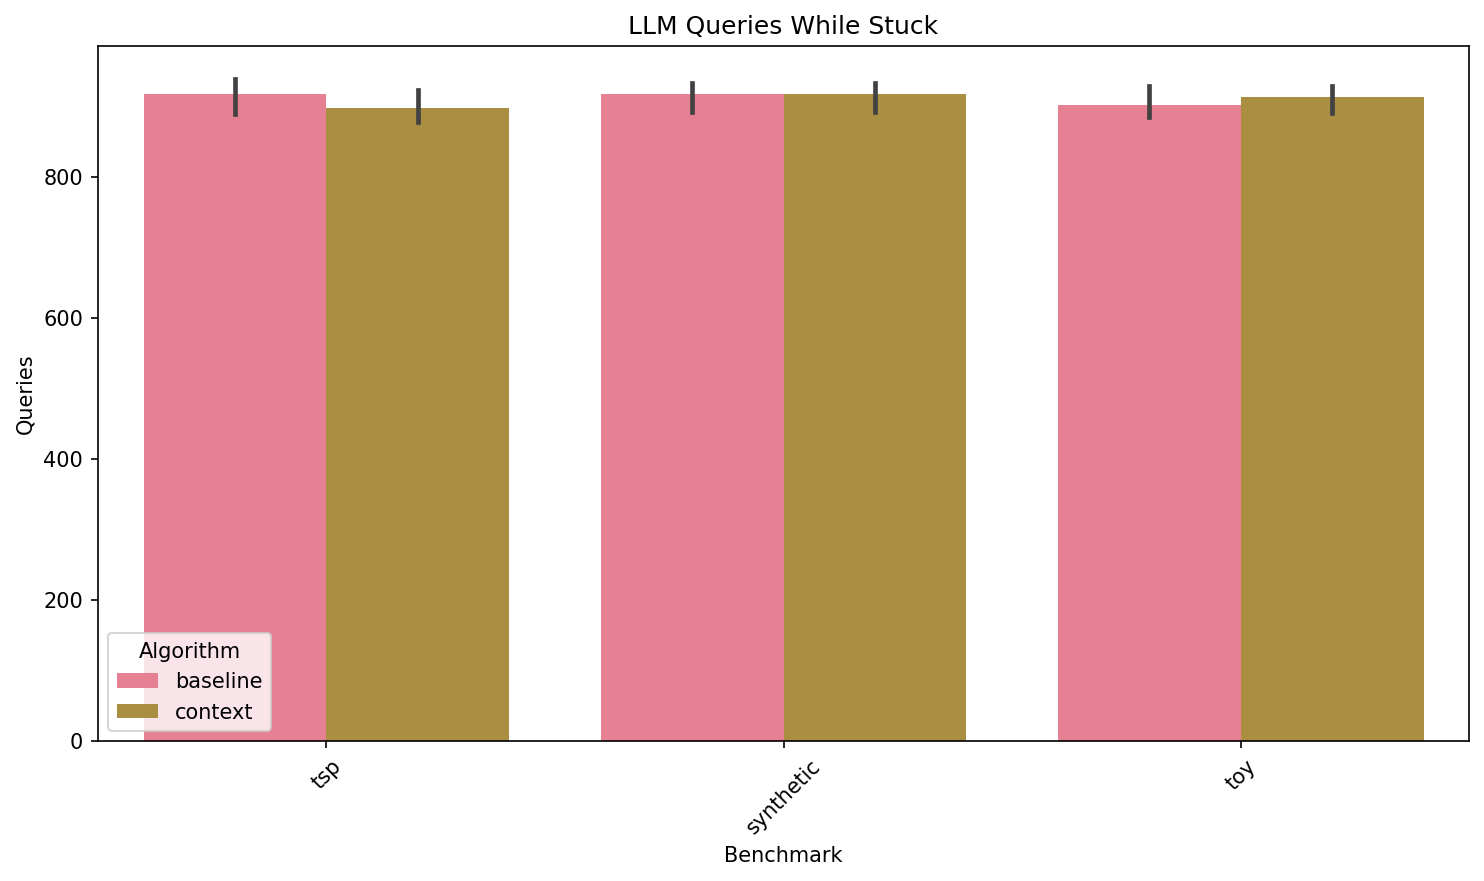 LLM Queries While Stuck
Queries
800
600
400
200
0
Algorithm
baseline
context
tsp
synthetic
toy
Benchmark